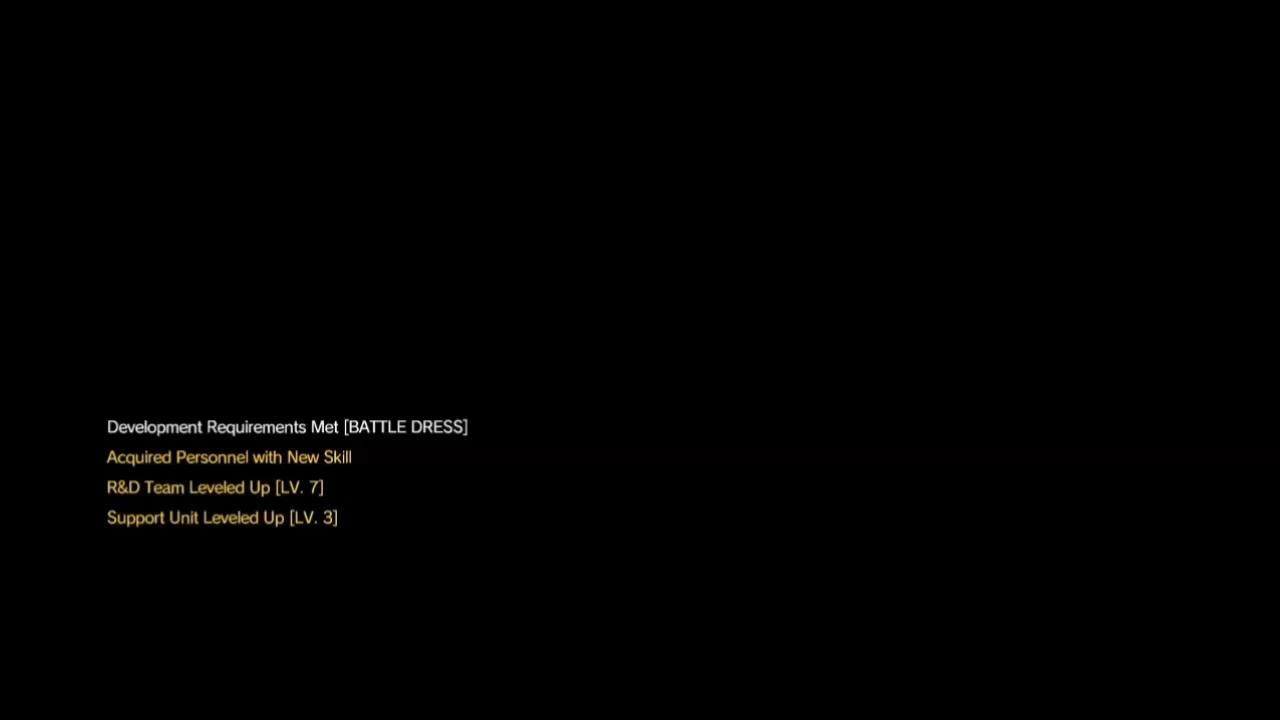 Development Requirements Met [BATTLE DRESS]
Acquired Personnel with New Skill
R&D Team Leveled Up [LV. 7]
Support Unit Leveled Up [LV. 3]